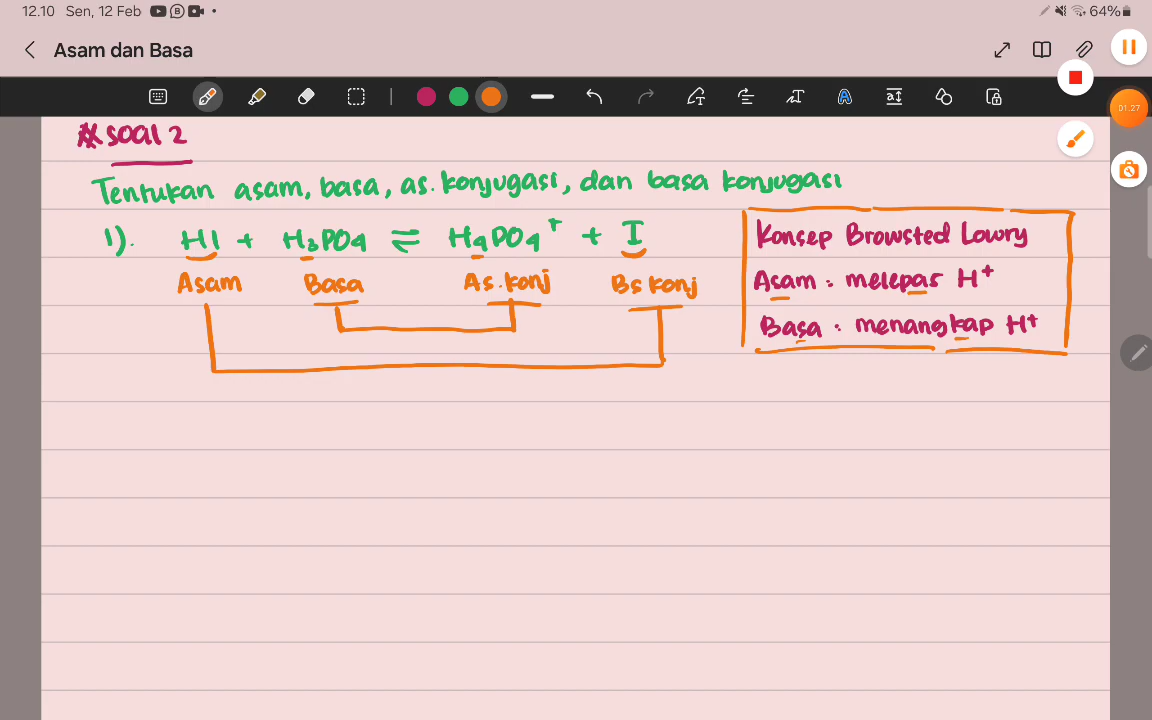 12.10 Sen, 12 Feb
64%
Asam dan Basa
01.27
soal 2
Tentukan asam, basa, as. konjugasi, dan basa konjugasi
1). HI + H₃PO₄ ⇌ H₄PO₄⁺ + I
Asam Basa As. konj Bs konj
Konsep Browsted Lowry
Asam : melepas H⁺
Basa : menangkap H⁺